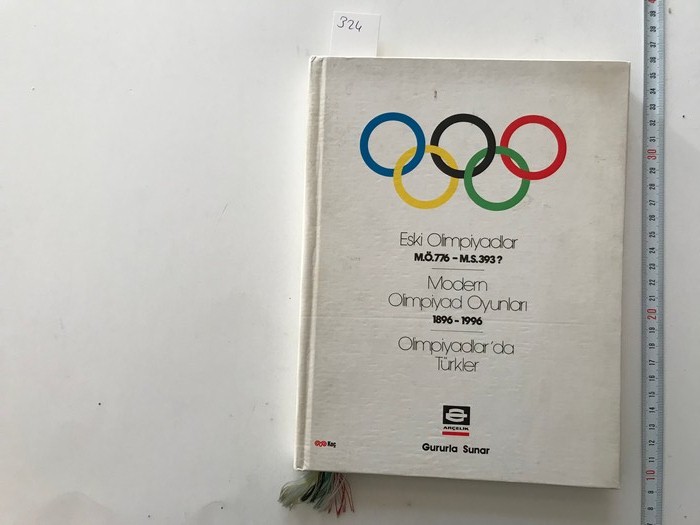 324
Eski Olimpiyadlar
M.Ö.776 - M.S.393?
Modern
Olimpiyad Oyunları
1896 - 1996
Olimpiyadlar'da
Türkler
ARÇELİK
Koç
Gururla Sunar